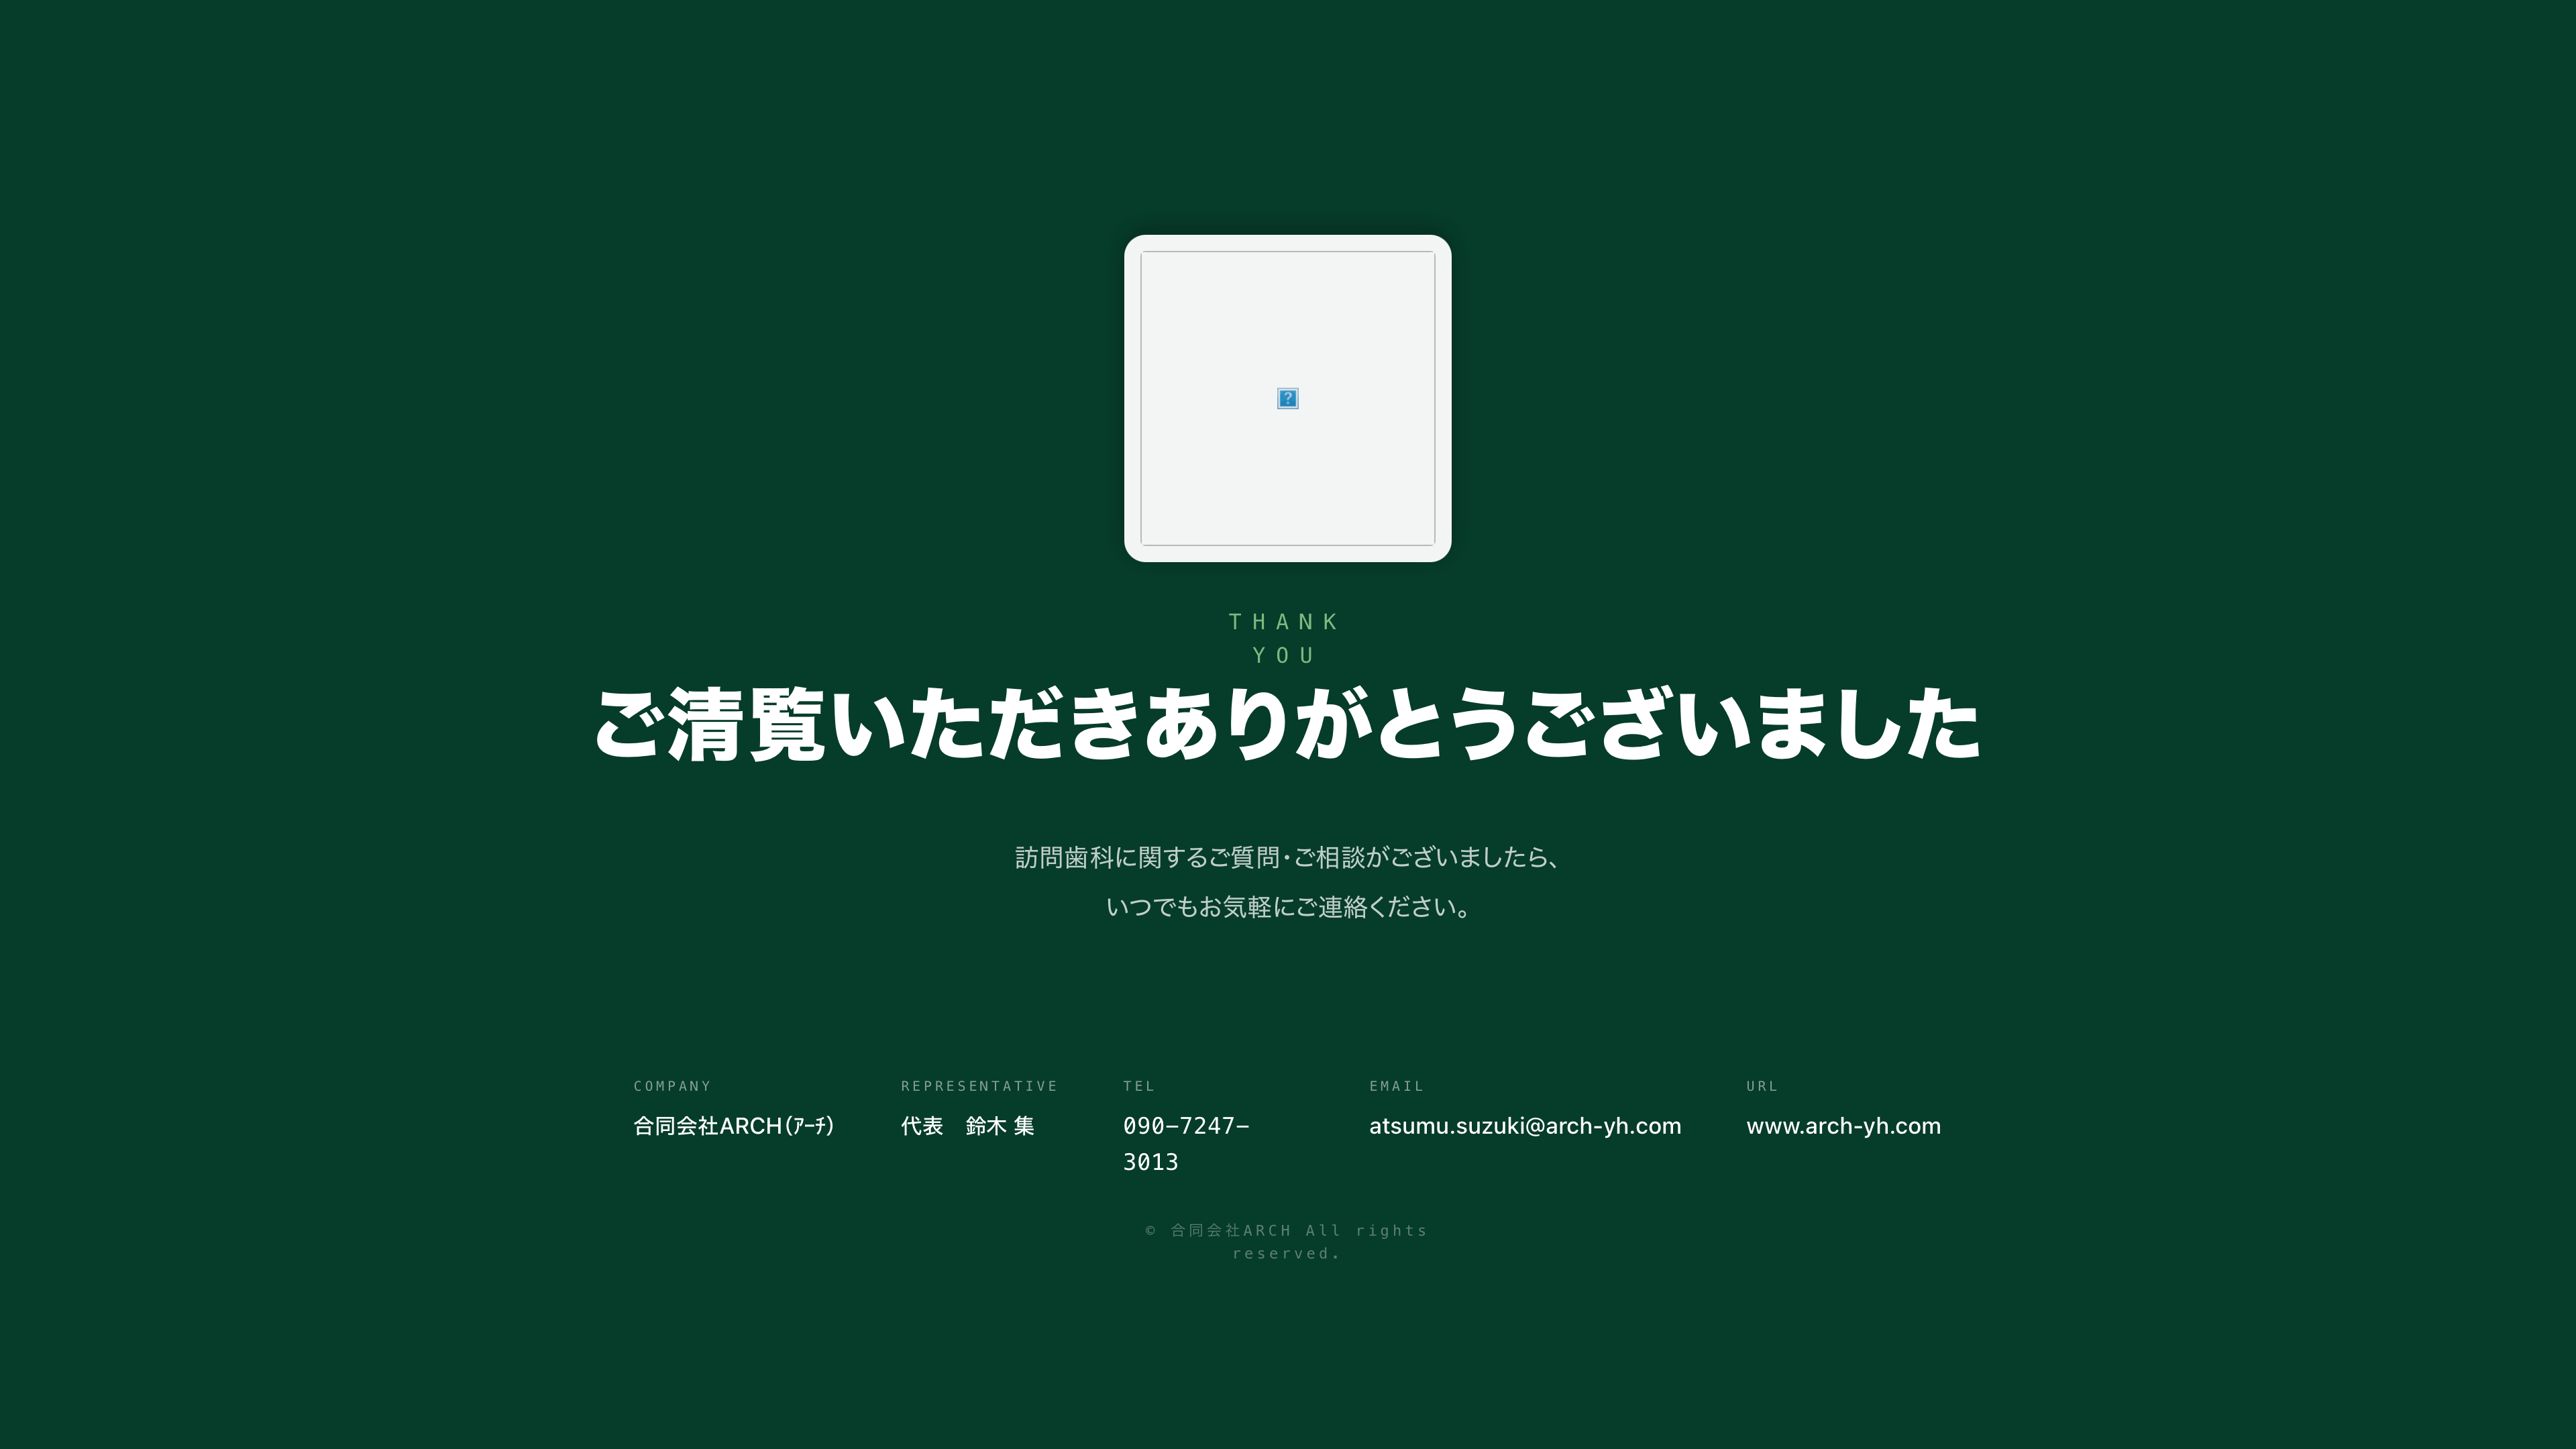 THANK
YOU
ご清覧いただきありがとうございました
訪問歯科に関するご質問・ご相談がございましたら、
いつでもお気軽にご連絡ください。
COMPANY
合同会社ARCH（ｱｰﾁ）
REPRESENTATIVE
代表　鈴木 集
TEL
090-7247-
3013
EMAIL
atsumu.suzuki@arch-yh.com
URL
www.arch-yh.com
© 合同会社ARCH All rights
reserved.